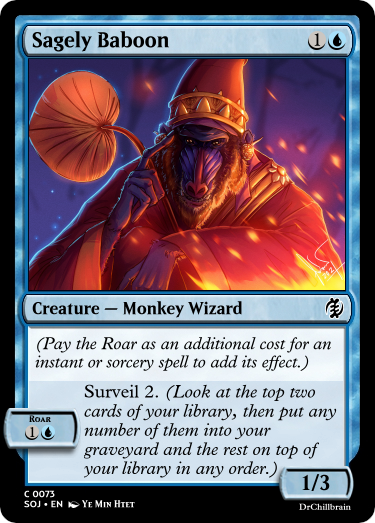 Sagely Baboon 1
Creature — Monkey Wizard
(Pay the Roar as an additional cost for an
instant or sorcery spell to add its effect.)
Surveil 2. (Look at the top two
cards of your library, then put any
number of them into your
graveyard and the rest on top of
your library in any order.)
Roar
1
1/3
C 0073
SOJ • EN Ye Min Htet
DrChillbrain